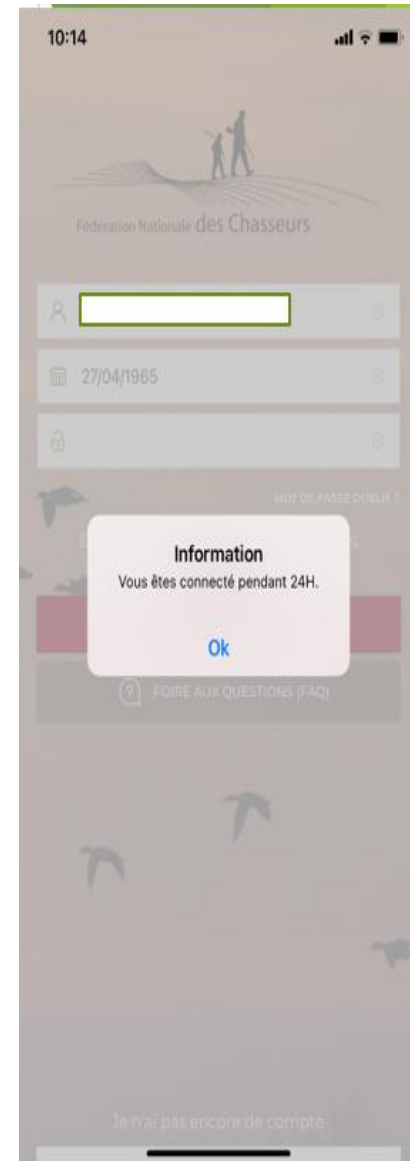 10:14
Fédération Nationale des Chasseurs
27/04/1965
MOT DE PASSE OUBLIÉ ?
Information
Vous êtes connecté pendant 24H.
Ok
? FOIRE AUX QUESTIONS (FAQ)
Je n'ai pas encore de compte